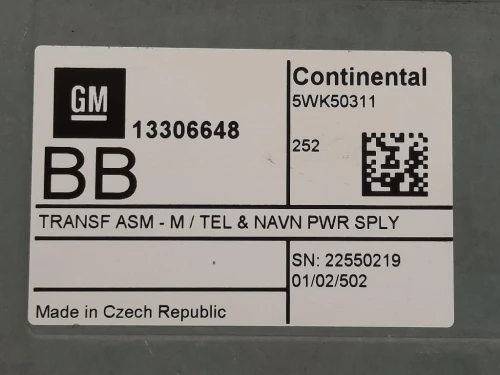 GM
13306648
BB
Continental
5WK50311
252
TRANSF ASM - M / TEL & NAVN PWR SPLY
SN: 22550219
01/02/502
Made in Czech Republic